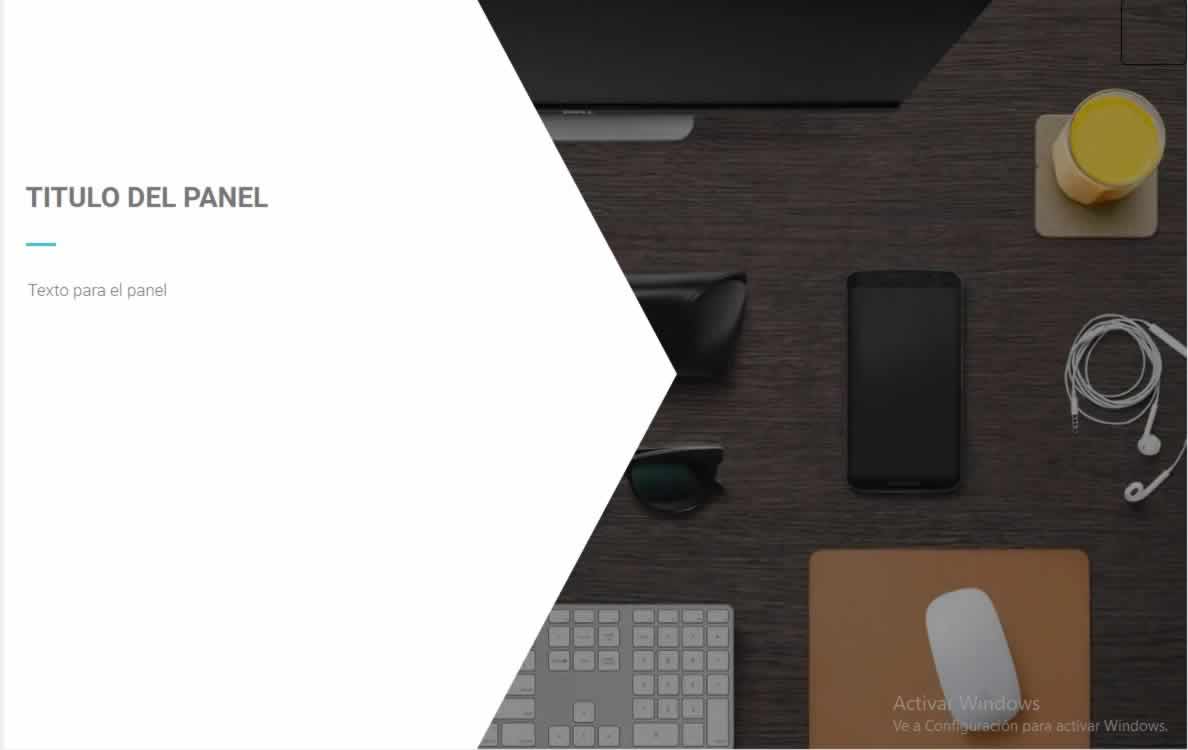 TITULO DEL PANEL
Texto para el panel
Activar Windows
Ve a Configuración para activar Windows.